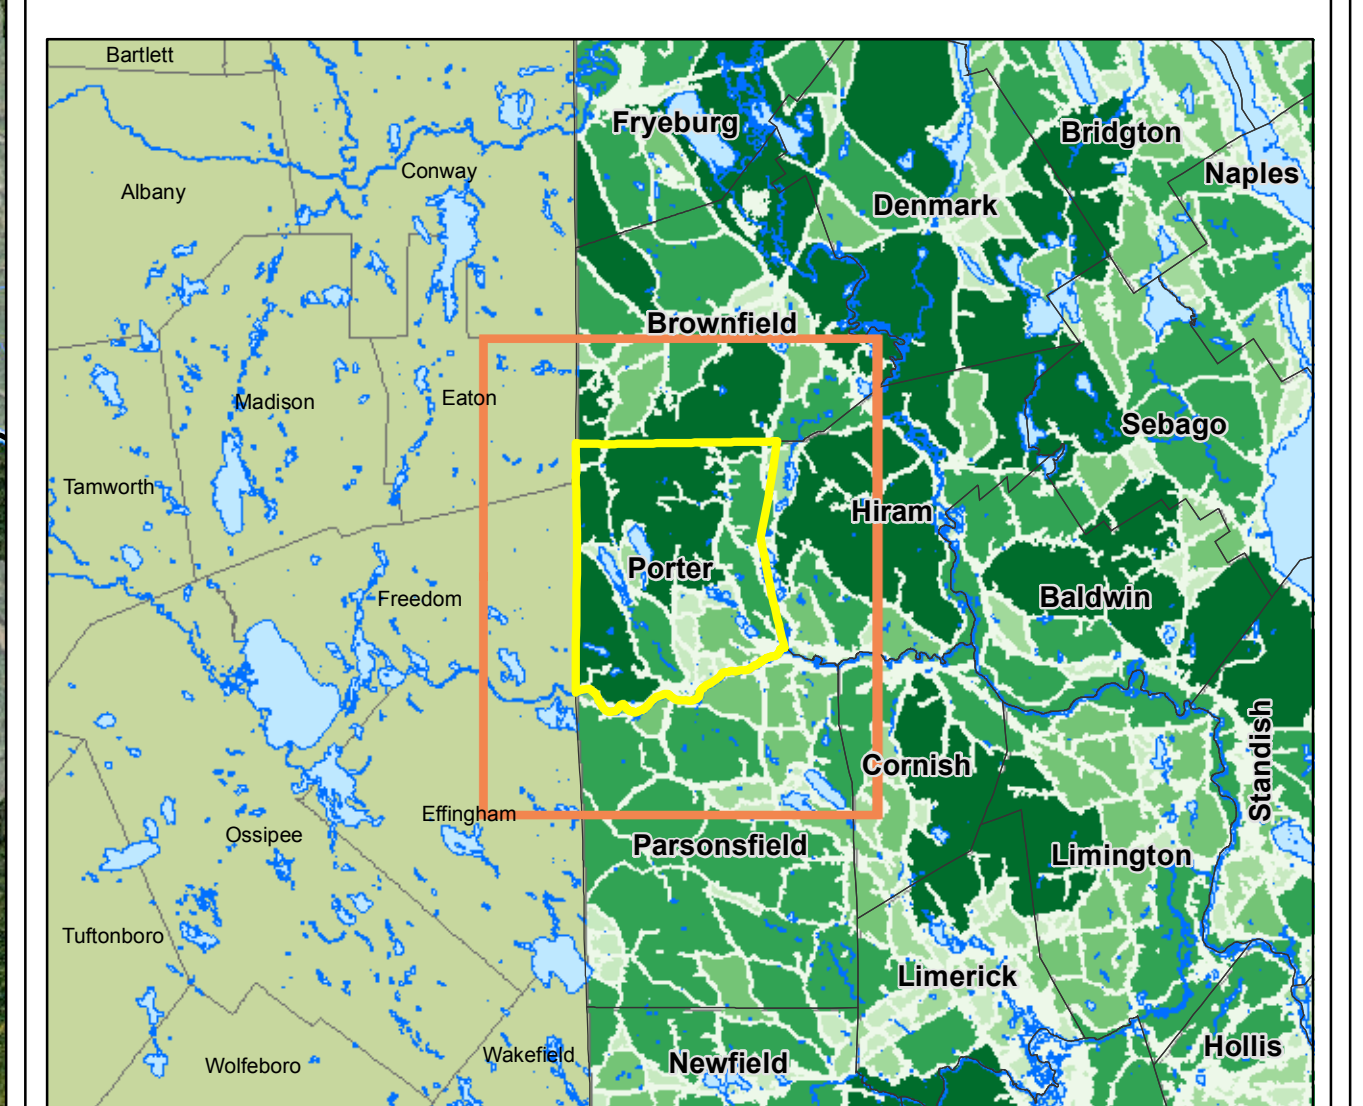 Bartlett
Fryeburg
Bridgton
Conway
Naples
Albany
Denmark
Brownfield
Eaton
Madison
Sebago
Tamworth
Hiram
Porter
Baldwin
Freedom
Standish
Cornish
Effingham
Ossipee
Parsonsfield
Limington
Tuftonboro
Limerick
Hollis
Wakefield
Newfield
Wolfeboro